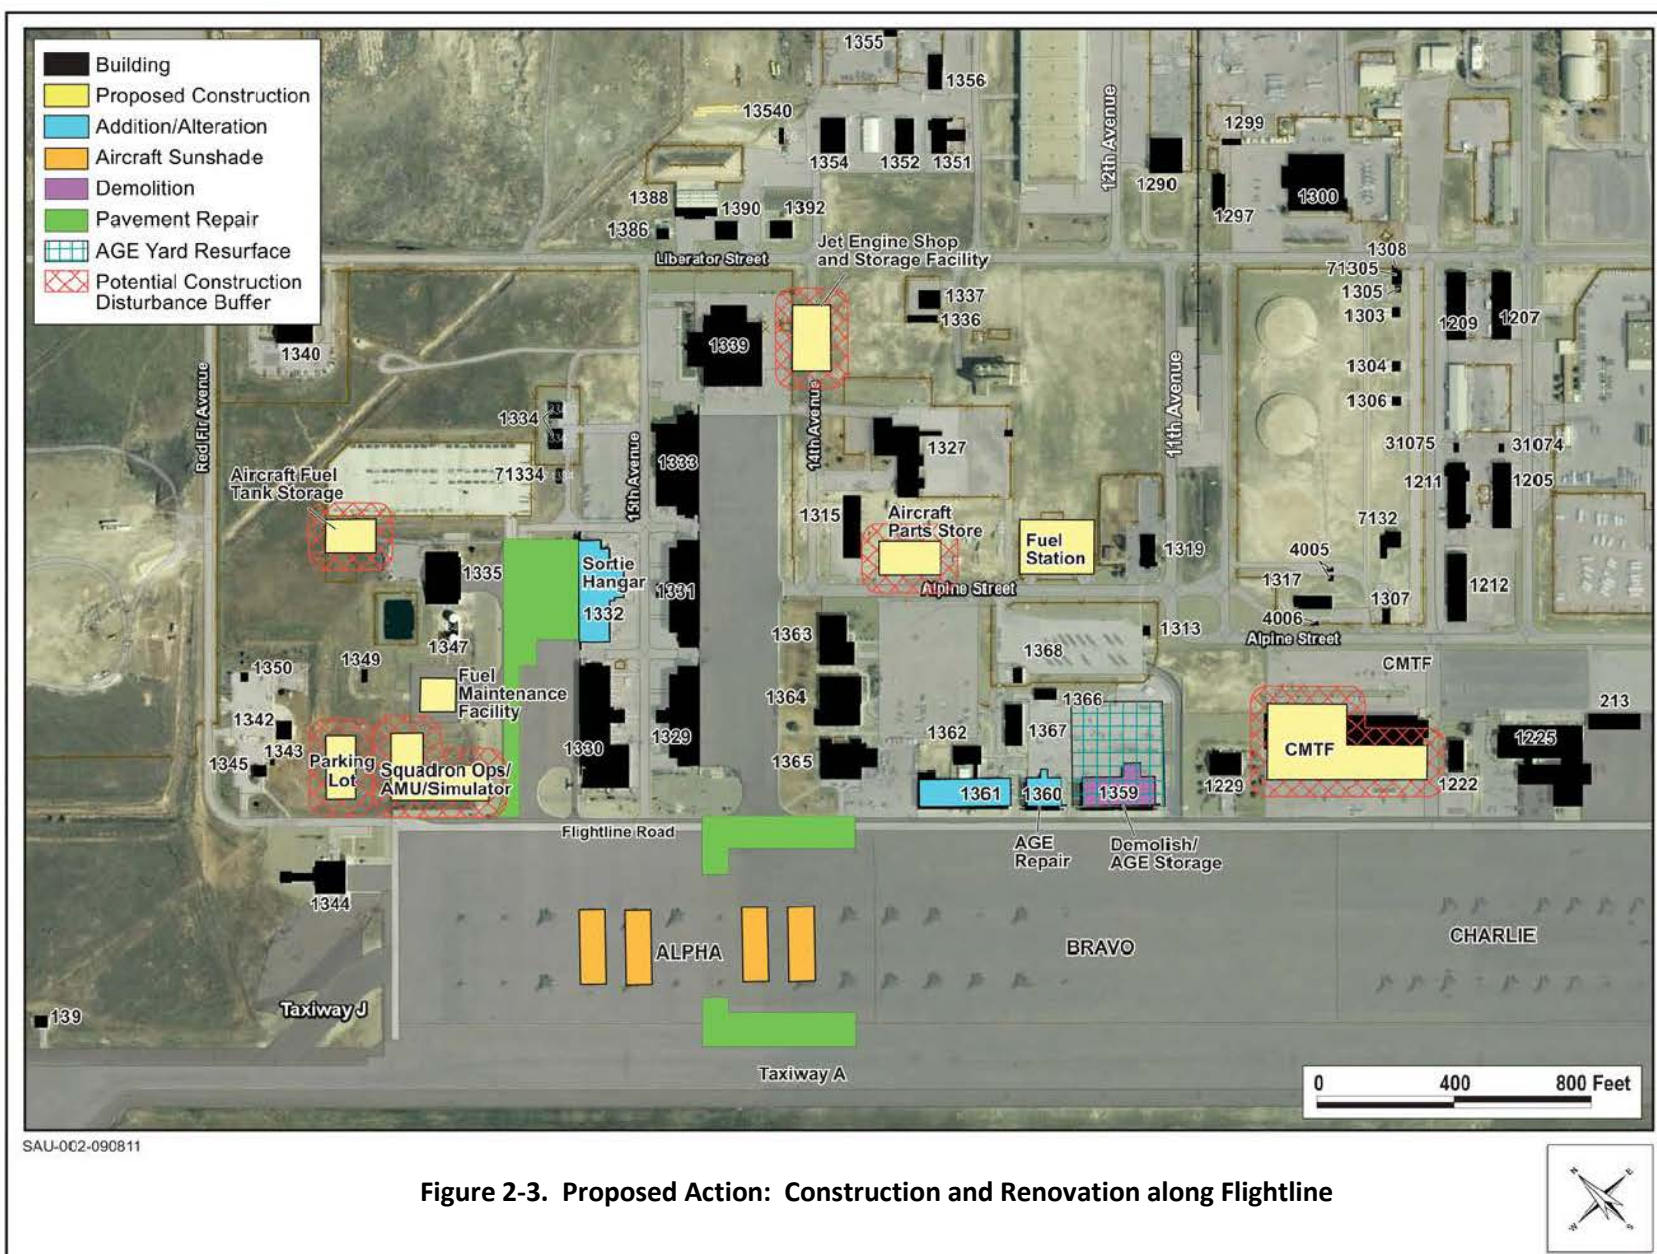 Building
Proposed Construction
Addition/Alteration
Aircraft Sunshade
Demolition
Pavement Repair
AGE Yard Resurface
Potential Construction
Disturbance Buffer
1355
1356
13540
1354
1352
1351
12th Avenue
1299
1290
1297
1300
1388
1390
1392
1386
Liberator Street
Jet Engine Shop
and Storage Facility
1308
71305
1305
1303
1209
1207
1337
1336
1339
1340
1304
1306
Red Fir Avenue
15th Avenue
14th Avenue
11th Avenue
1334
71334
1333
1327
31075
31074
1211
1205
Aircraft Fuel
Tank Storage
1315
Aircraft
Parts Store
Fuel
Station
1319
7132
4005
1317
1307
4006
1212
1335
Sortie
Hangar
1332
1331
Alpine Street
Alpine Street
1347
1349
1350
1363
1368
1313
CMTF
Fuel
Maintenance
Facility
1364
1366
213
1342
1343
1345
Parking
Lot
Squadron Ops/
AMU/Simulator
1330
1329
1365
1362
1367
1229
CMTF
1222
1225
1361
1360
1359
Flightline Road
AGE
Repair
Demolish/
AGE Storage
1344
ALPHA
BRAVO
CHARLIE
139
Taxiway J
Taxiway A
0 400 800 Feet
SAU-002-090811
Figure 2-3. Proposed Action: Construction and Renovation along Flightline
N
E
W
S